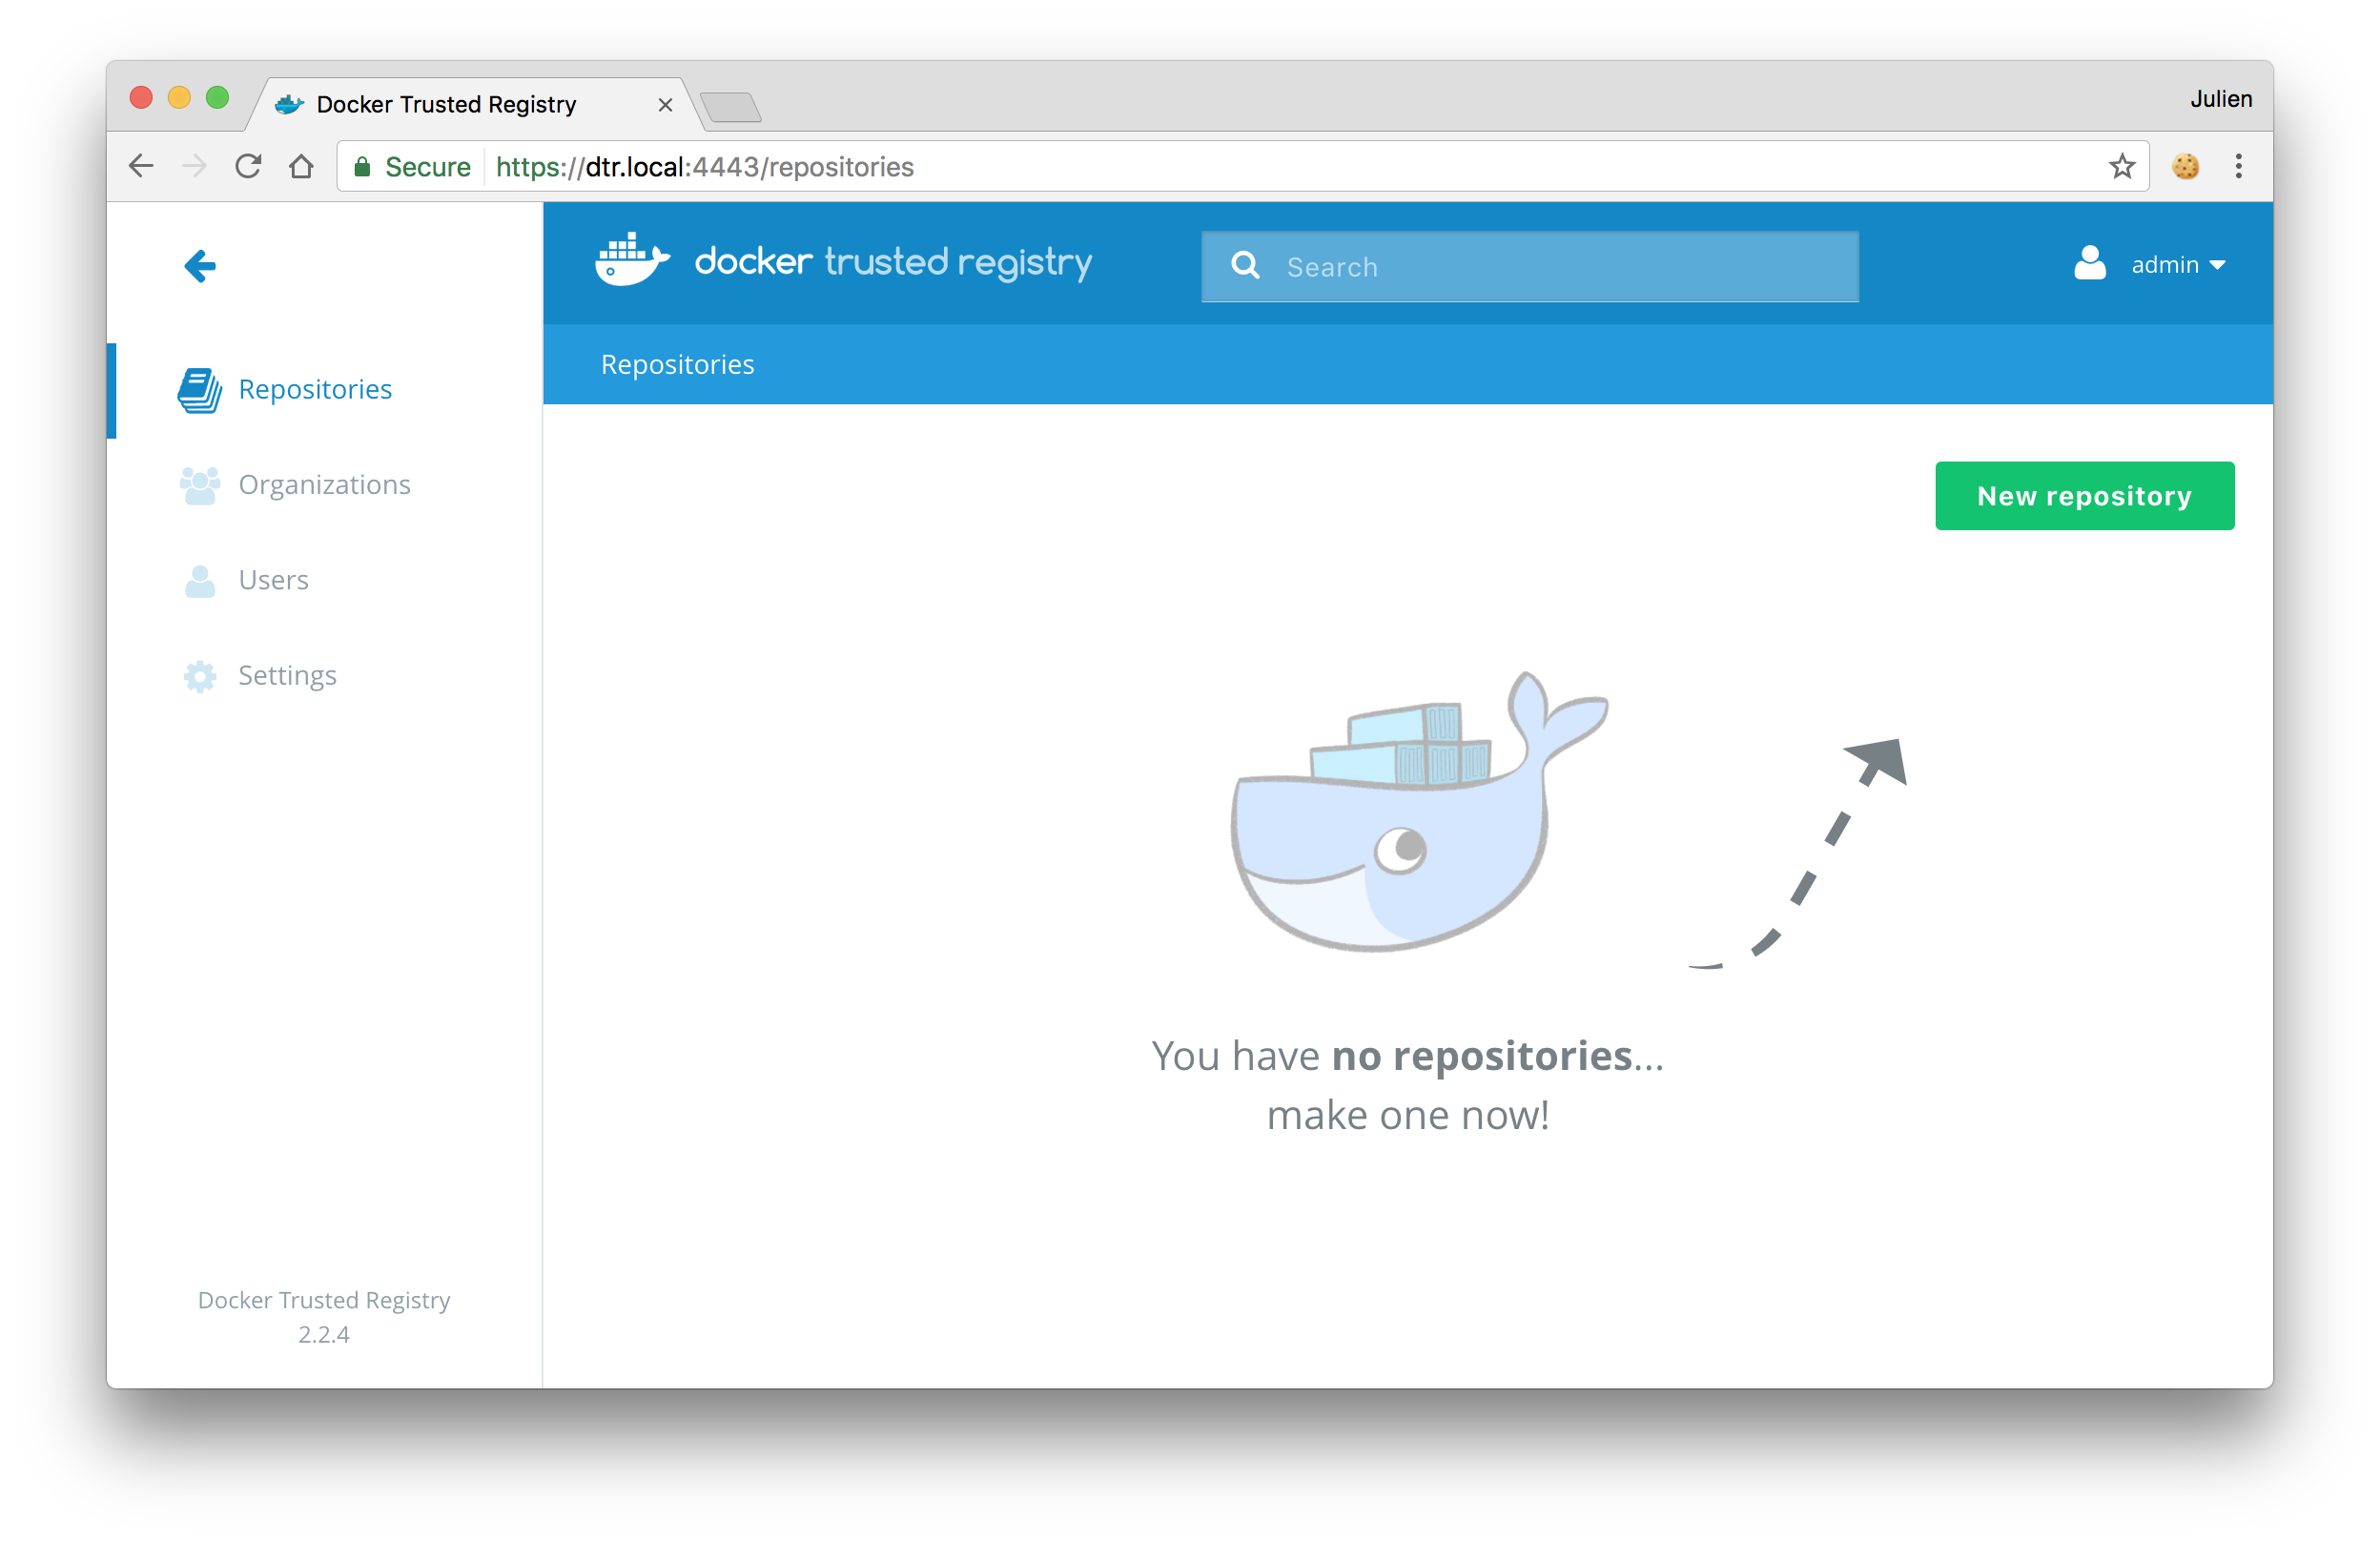 Docker Trusted Registry
Julien
Secure https://dtr.local:4443/repositories
docker trusted registry
Search
admin
Repositories
Repositories
Organizations
Users
Settings
New repository
You have no repositories...
make one now!
Docker Trusted Registry
2.2.4